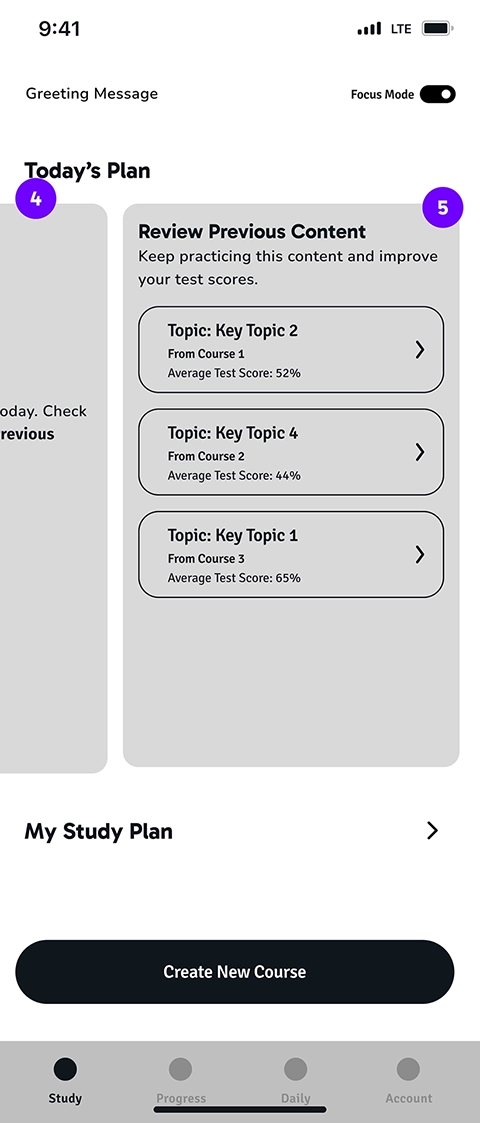 9:41
LTE
Greeting Message
Focus Mode
Today’s Plan
4
5
oday. Check
revious
Review Previous Content
Keep practicing this content and improve
your test scores.
Topic: Key Topic 2
From Course 1
Average Test Score: 52%
Topic: Key Topic 4
From Course 2
Average Test Score: 44%
Topic: Key Topic 1
From Course 3
Average Test Score: 65%
My Study Plan
Create New Course
Study
Progress
Daily
Account